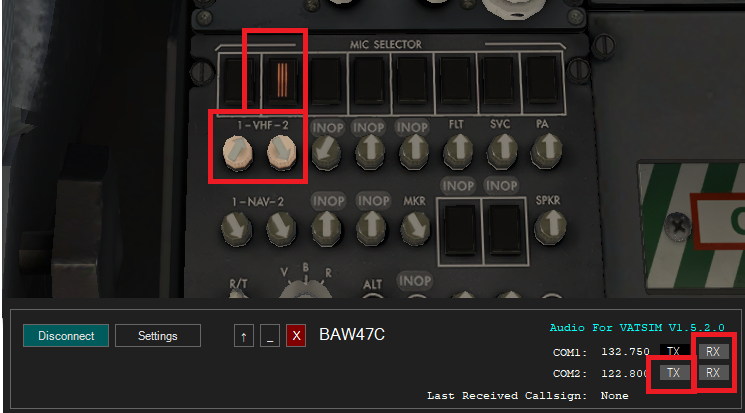 MIC SELECTOR
1-VHF-2 INOP INOP INOP FLT SVC PA
INOP INOP
1-NAV-2 INOP INOP MKR SPKR
V B R
R/T ALT INOP
Disconnect Settings ↑ _ X BAW47C
Audio For VATSIM V1.5.2.0
COM1: 132.750 TX RX
COM2: 122.800 TX RX
Last Received Callsign: None